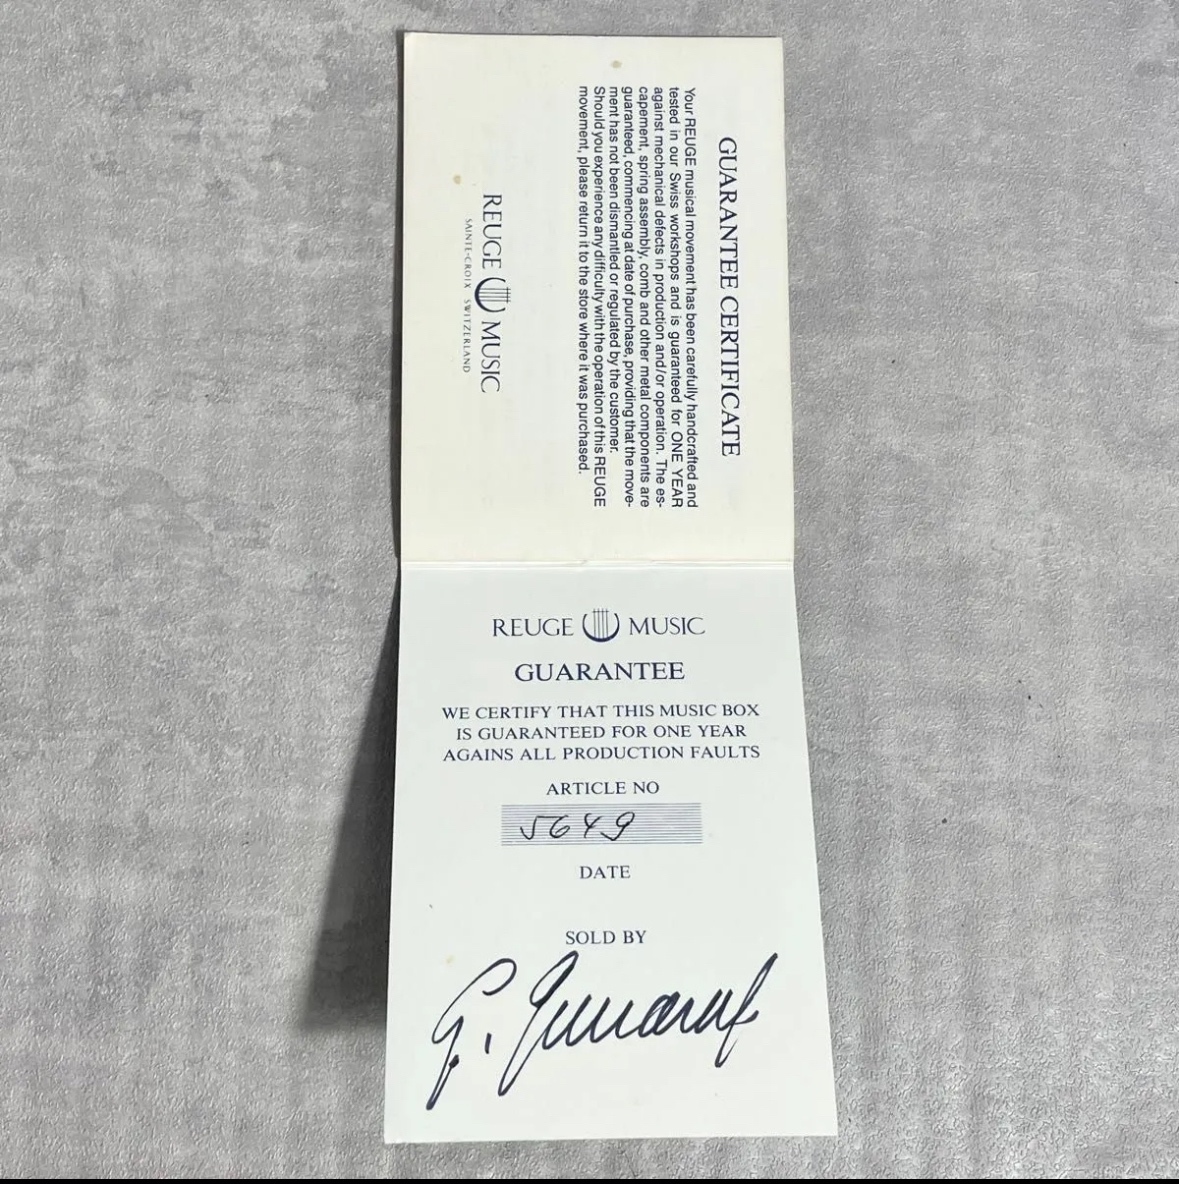 GUARANTEE CERTIFICATE
Your REUGE musical movement has been carefully handcrafted and
tested in our Swiss workshops and is guaranteed for ONE YEAR
against mechanical defects in production and/or operation. The es-
capement, spring assembly, comb and other metal components are
guaranteed, commencing at date of purchase, providing that the move-
ment has not been dismantled or regulated by the customer.
Should you experience any difficulty with the operation of this REUGE
movement, please return it to the store where it was purchased.
REUGE MUSIC
SAINTE-CROIX SWITZERLAND
REUGE MUSIC
GUARANTEE
WE CERTIFY THAT THIS MUSIC BOX
IS GUARANTEED FOR ONE YEAR
AGAINS ALL PRODUCTION FAULTS
ARTICLE NO
5649
DATE
SOLD BY